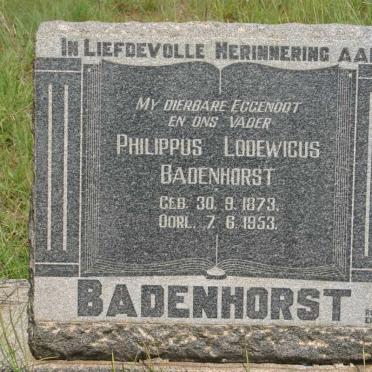 IN LIEFDEVOLLE HERINNERING AAN
MY DIERBARE EGGENOOT
EN ONS VADER
PHILIPPUS LODEWICUS
BADENHORST
GEB. 30. 9. 1873.
OORL. 7. 6. 1953.
BADENHORST